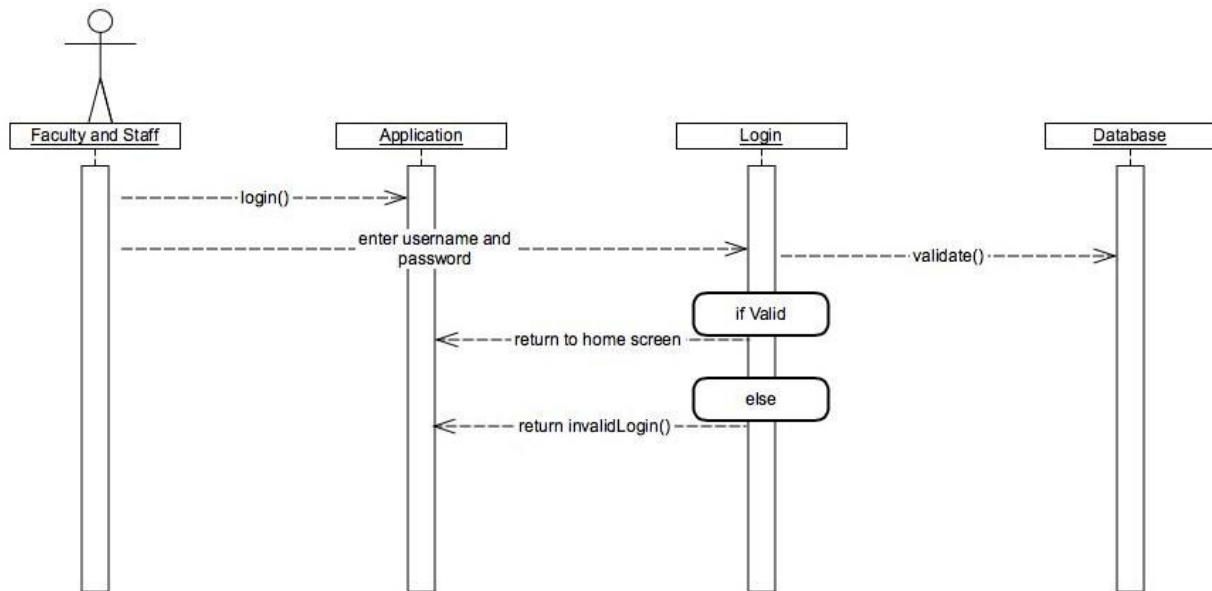 Faculty and Staff
Application
Login
Database
login()
enter username and
password
validate()
if Valid
return to home screen
else
return invalidLogin()